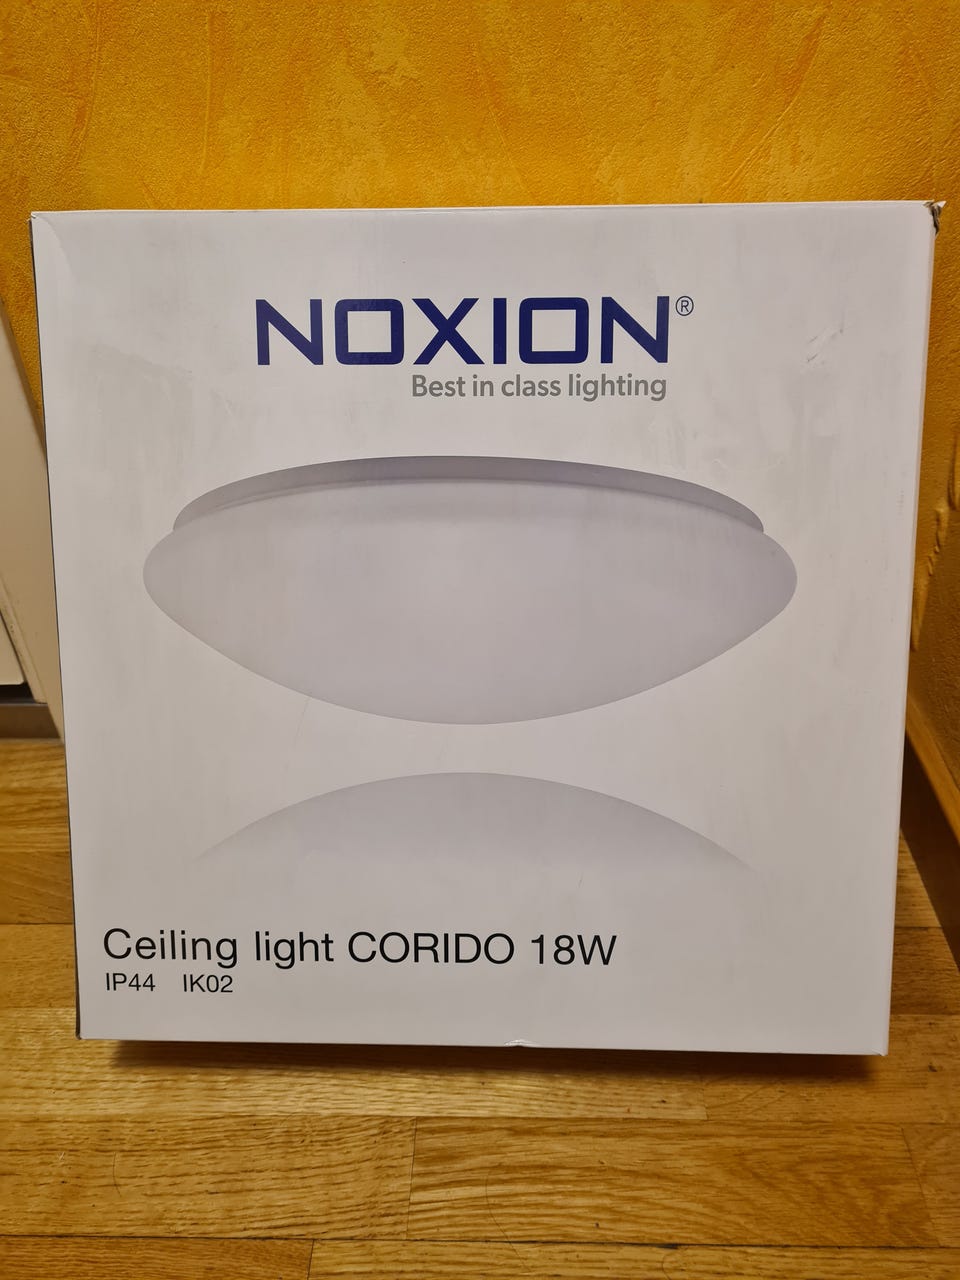 NOXION®
Best in class lighting
Ceiling light CORIDO 18W
IP44 IK02